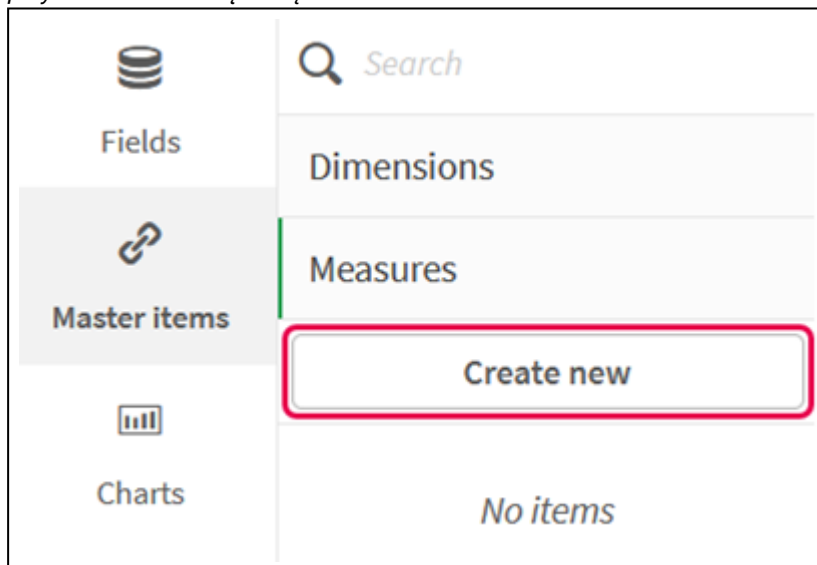 Search
Fields
Dimensions
Measures
Master items
Create new
Charts
No items